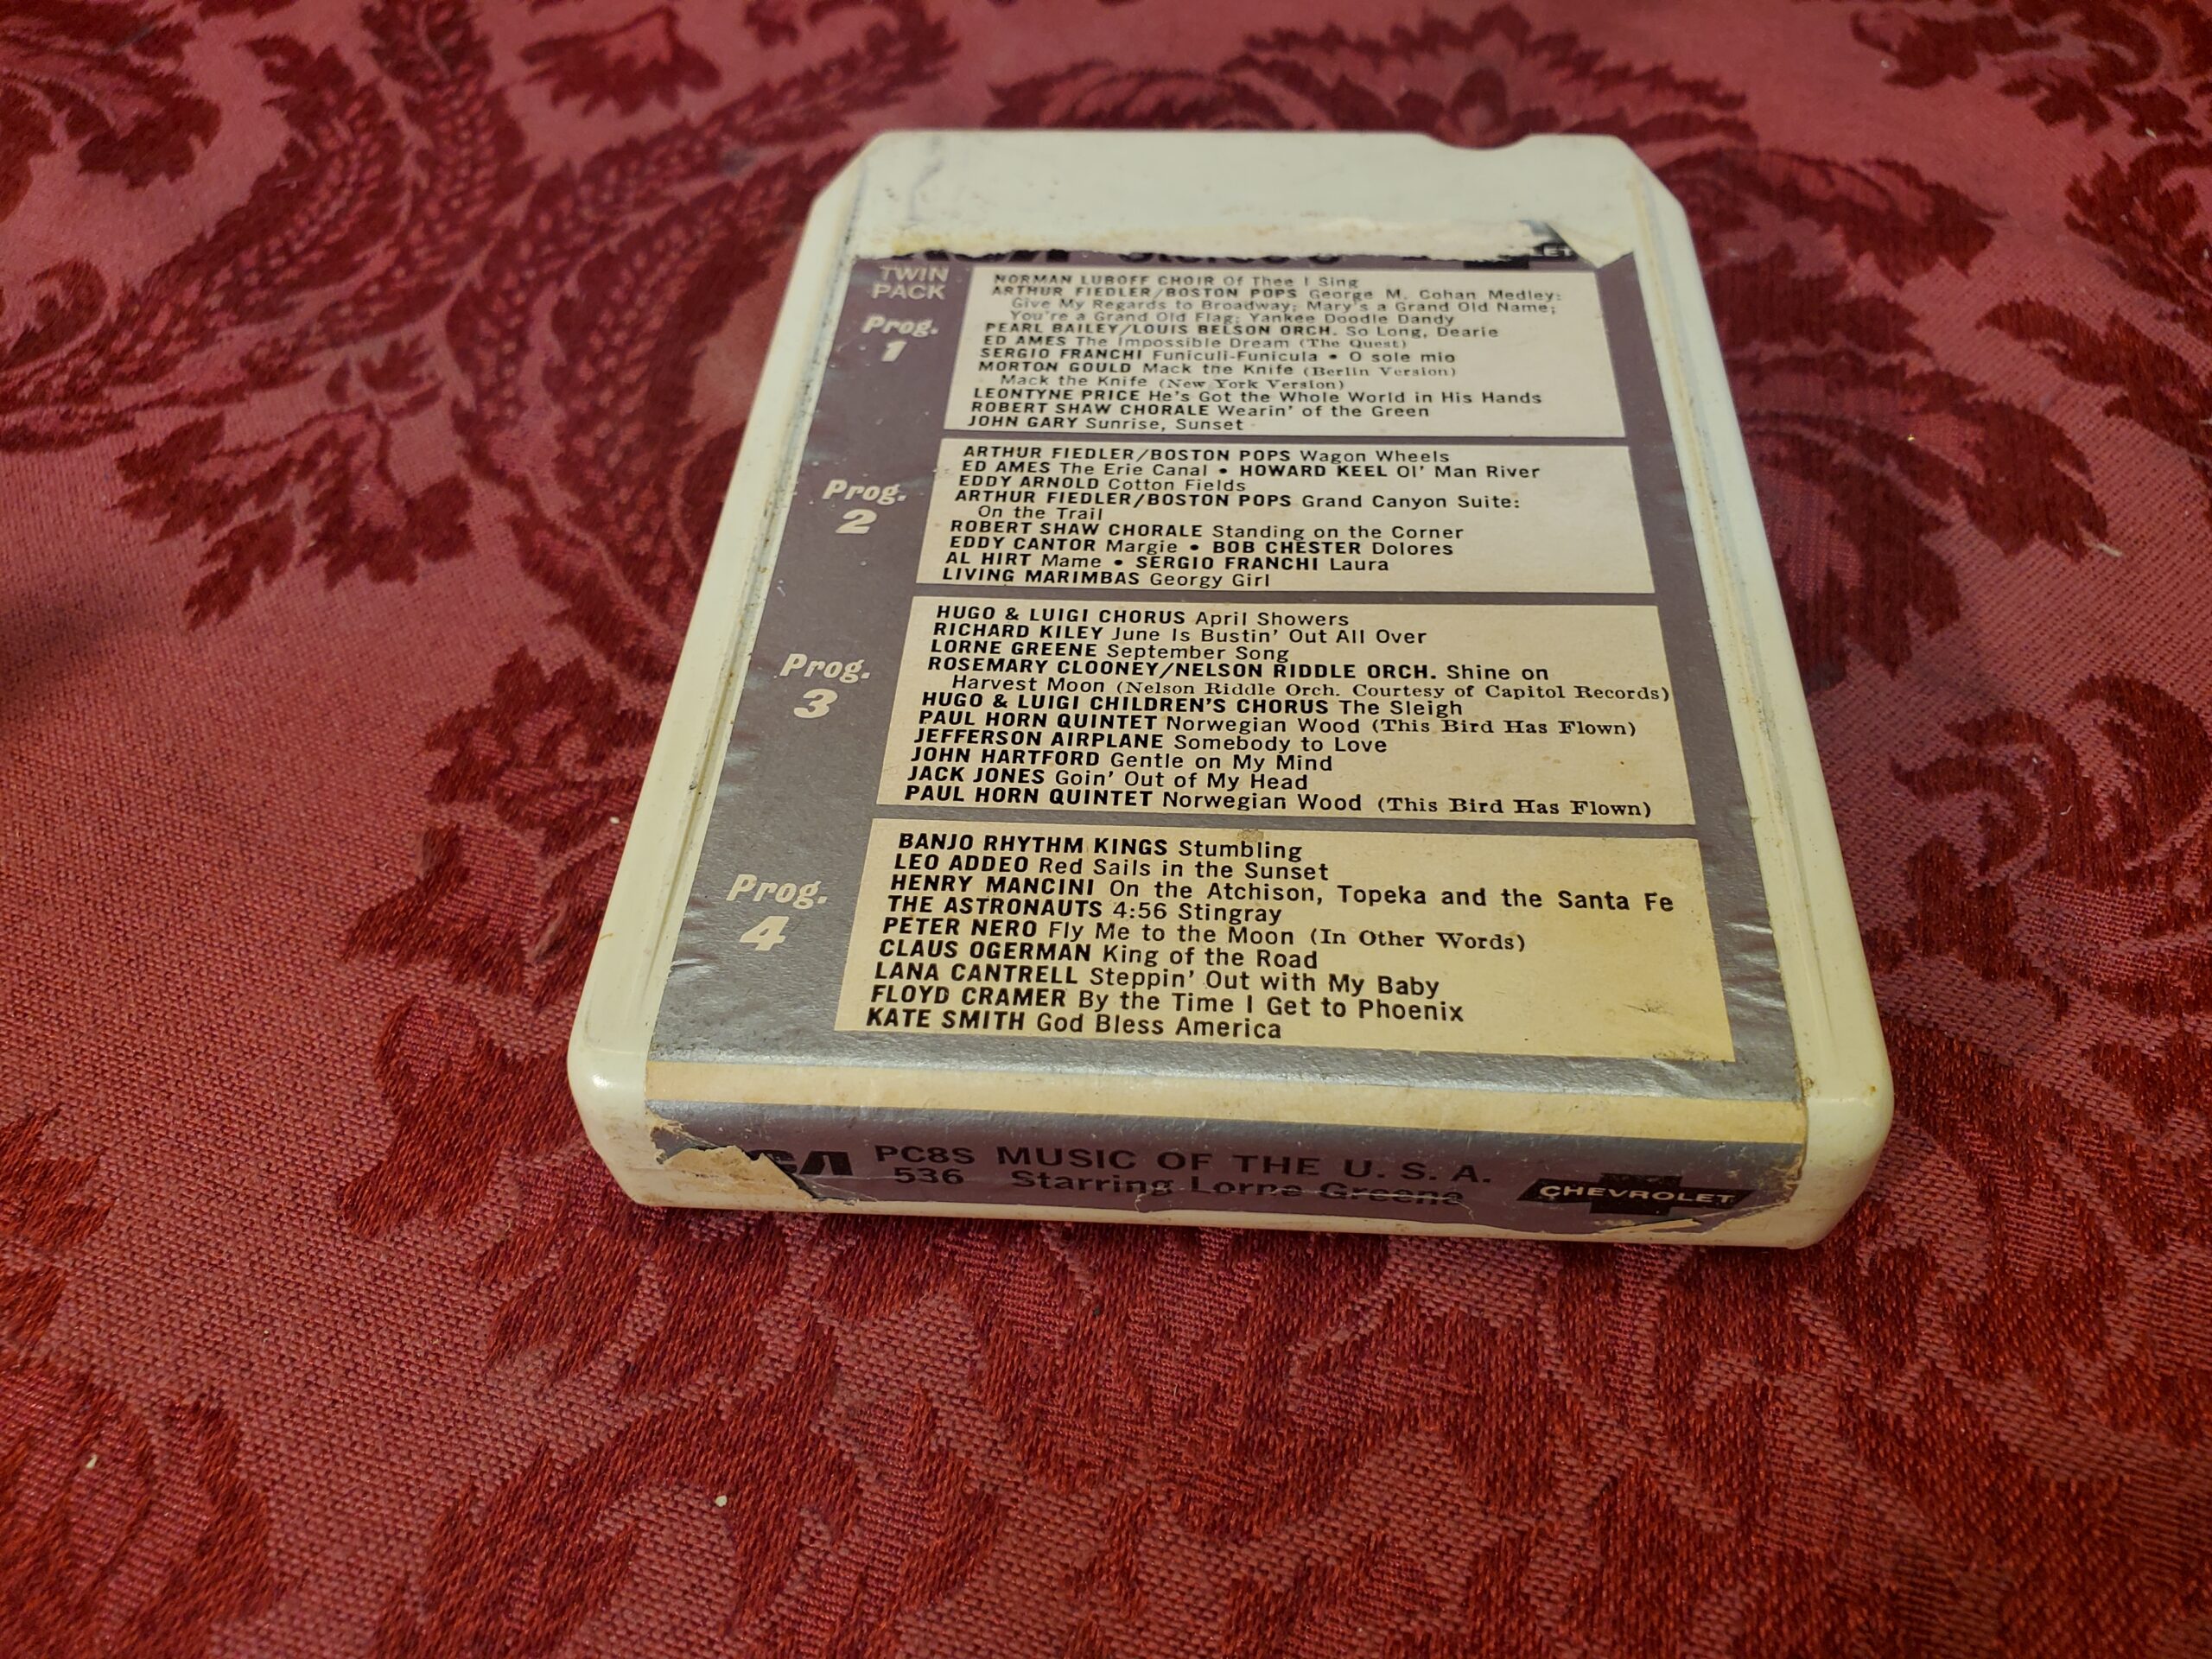 Stereo 8
TWIN
PACK
Prog.
1
NORMAN LUBOFF CHOIR Of Thee I Sing
ARTHUR FIEDLER/BOSTON POPS George M. Cohan Medley:
Give My Regards to Broadway; Mary's a Grand Old Name;
You're a Grand Old Flag; Yankee Doodle Dandy
PEARL BAILEY/LOUIS BELSON ORCH. So Long, Dearie
ED AMES The Impossible Dream (The Quest)
SERGIO FRANCHI Funiculi-Funicula • O sole mio
MORTON GOULD Mack the Knife (Berlin Version)
Mack the Knife (New York Version)
LEONTYNE PRICE He's Got the Whole World in His Hands
ROBERT SHAW CHORALE Wearin' of the Green
JOHN GARY Sunrise, Sunset
Prog.
2
ARTHUR FIEDLER/BOSTON POPS Wagon Wheels
ED AMES The Erie Canal • HOWARD KEEL Ol' Man River
EDDY ARNOLD Cotton Fields
ARTHUR FIEDLER/BOSTON POPS Grand Canyon Suite:
On the Trail
ROBERT SHAW CHORALE Standing on the Corner
EDDY CANTOR Margie • BOB CHESTER Dolores
AL HIRT Mame • SERGIO FRANCHI Laura
LIVING MARIMBAS Georgy Girl
Prog.
3
HUGO & LUIGI CHORUS April Showers
RICHARD KILEY June Is Bustin' Out All Over
LORNE GREENE September Song
ROSEMARY CLOONEY/NELSON RIDDLE ORCH. Shine on
Harvest Moon (Nelson Riddle Orch. Courtesy of Capitol Records)
HUGO & LUIGI CHILDREN'S CHORUS The Sleigh
PAUL HORN QUINTET Norwegian Wood (This Bird Has Flown)
JEFFERSON AIRPLANE Somebody to Love
JOHN HARTFORD Gentle on My Mind
JACK JONES Goin' Out of My Head
PAUL HORN QUINTET Norwegian Wood (This Bird Has Flown)
Prog.
4
BANJO RHYTHM KINGS Stumbling
LEO ADDEO Red Sails in the Sunset
HENRY MANCINI On the Atchison, Topeka and the Santa Fe
THE ASTRONAUTS 4:56 Stingray
PETER NERO Fly Me to the Moon (In Other Words)
CLAUS OGERMAN King of the Road
LANA CANTRELL Steppin' Out with My Baby
FLOYD CRAMER By the Time I Get to Phoenix
KATE SMITH God Bless America
RCA PC8S MUSIC OF THE U. S. A.
536 Starring Lorne Greene
CHEVROLET